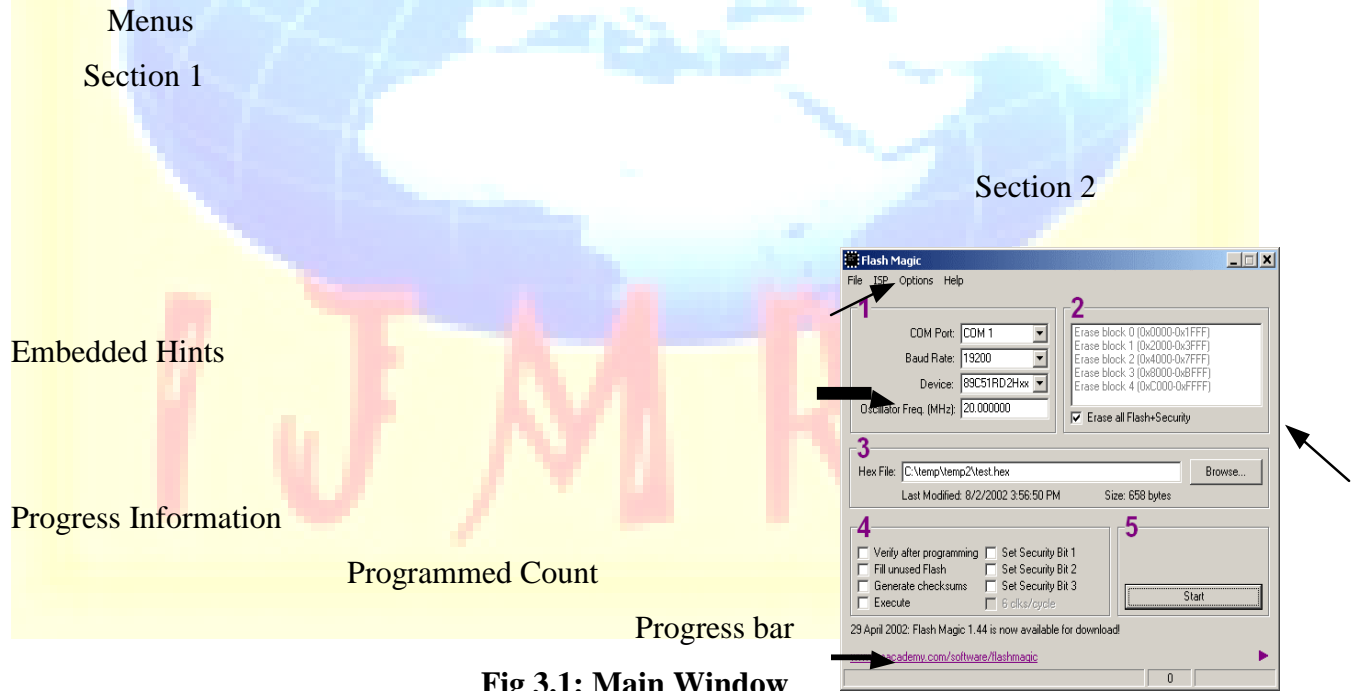 Menus
Section 1
Section 2
Flash Magic
File ISP Options Help
1
COM Port: COM 1
Baud Rate: 19200
Device: 89C51RD2Hxx
Oscillator Freq. (MHz): 20.000000
2
Erase block 0 (0x0000-0x1FFF)
Erase block 1 (0x2000-0x3FFF)
Erase block 2 (0x4000-0x7FFF)
Erase block 3 (0x8000-0xBFFF)
Erase block 4 (0xC000-0xFFFF)
Erase all Flash+Security
Embedded Hints
IJMR
3
Hex File: C:\temp\temp2\test.hex Browse...
Last Modified: 8/2/2002 3:56:50 PM Size: 658 bytes
Progress Information
4
Verify after programming Set Security Bit 1
Fill unused Flash Set Security Bit 2
Generate checksums Set Security Bit 3
Execute 6 clks/cycle
5
Start
Programmed Count
Progress bar
29 April 2002: Flash Magic 1.44 is now available for download!
academy.com/software/flashmagic
0
Fig 3.1: Main Window